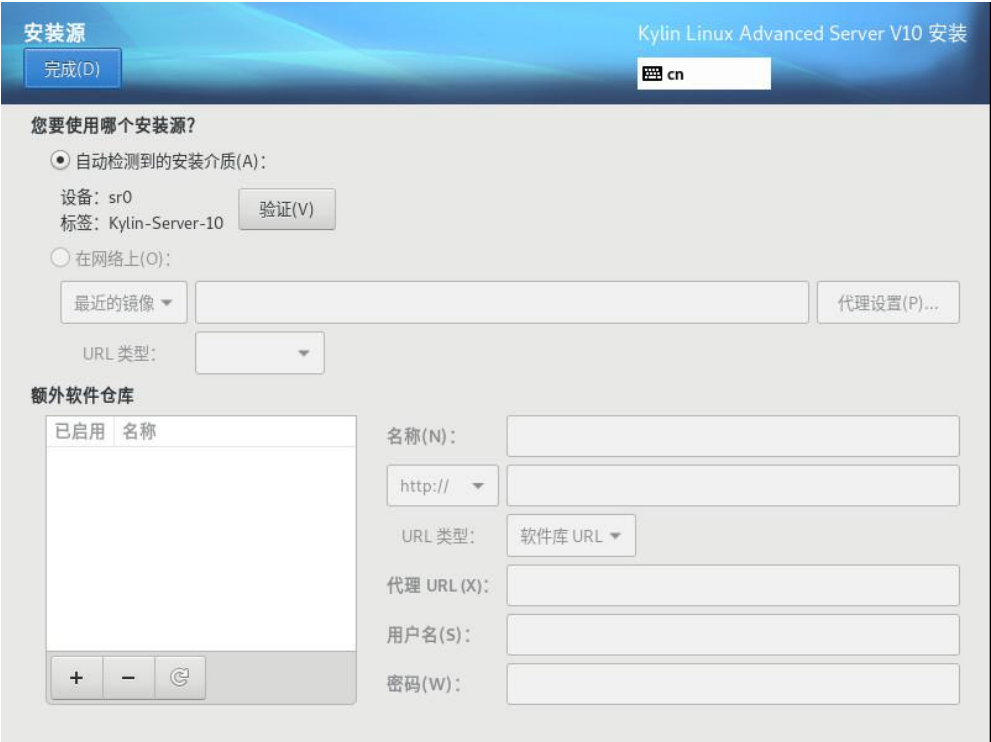 安装源
Kylin Linux Advanced Server V10 安装
完成(D)
cn
您要使用哪个安装源?
自动检测到的安装介质(A):
设备: sr0
标签: Kylin-Server-10
验证(V)
在网络上(O):
最近的镜像
代理设置(P)...
URL 类型:
额外软件仓库
已启用 名称
名称(N):
http://
URL 类型:
软件库 URL
代理 URL(X):
用户名(S):
密码(W):